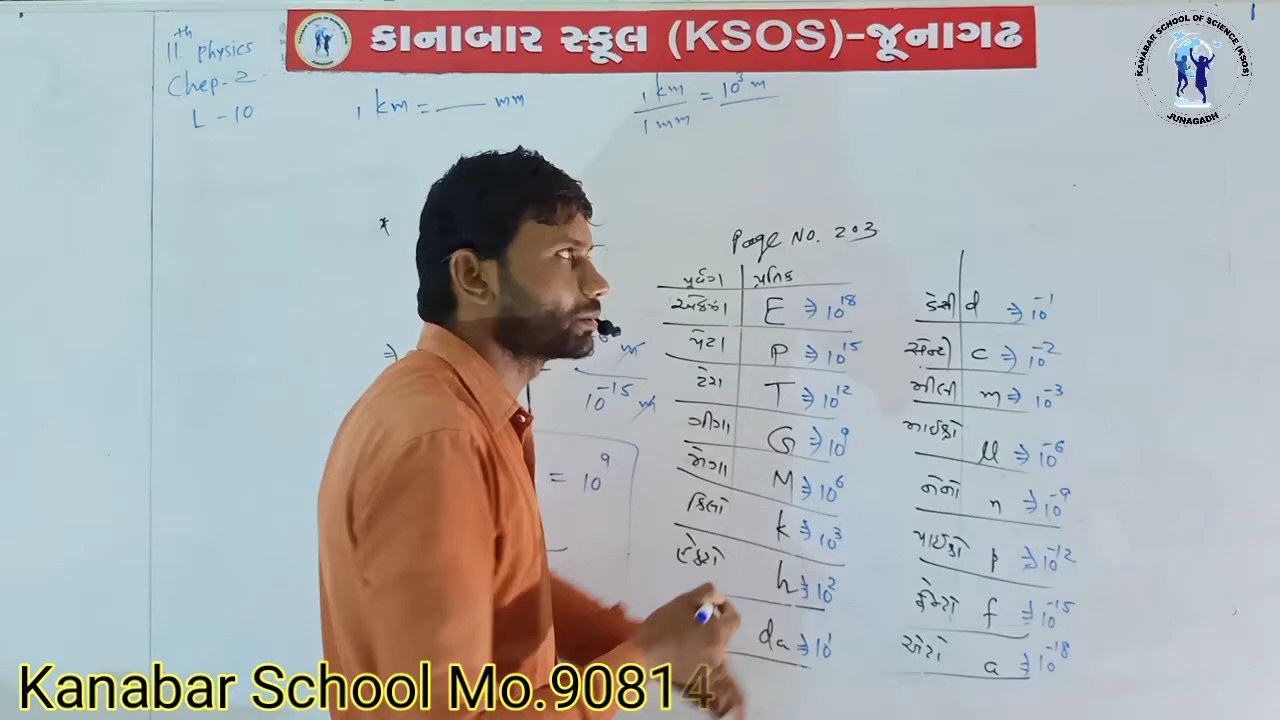 11th Physics
Chep-2
L-10
કાનાબાર સ્કૂલ (KSOS)-જૂનાગઢ
KANABAR SCHOOL OF SCIENCE (KSOS)
JUNAGADH
1 km = ___ mm
1 km / 1 mm = 10³ m
*
⇒
10⁻¹⁵ m
= 10⁹
Page No. 203
પૂર્વગ પ્રતિક
E ⇒ 10¹⁸
પેટા P ⇒ 10¹⁵
ટેરા T ⇒ 10¹²
ગીગા G ⇒ 10⁹
મેગા M ⇒ 10⁶
કિલો k ⇒ 10³
હેક્ટો h ⇒ 10²
da ⇒ 10¹
ડેસી d ⇒ 10⁻¹
સેન્ટી c ⇒ 10⁻²
મીલી m ⇒ 10⁻³
માઈક્રો μ ⇒ 10⁻⁶
નેનો n ⇒ 10⁻⁹
પાઈકો p ⇒ 10⁻¹²
ફેમ્ટો f ⇒ 10⁻¹⁵
એટો a ⇒ 10⁻¹⁸
Kanabar School Mo.90814